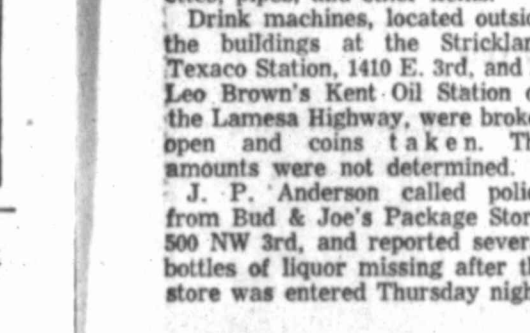 Drink machines, located outsi
the buildings at the Stricklan
Texaco Station, 1410 E. 3rd, and
Leo Brown's Kent Oil Station
the Lamesa Highway, were brok
open and coins taken. Th
amounts were not determined.
J. P. Anderson called poli
from Bud & Joe's Package Stor
500 NW 3rd, and reported sever
bottles of liquor missing after th
store was entered Thursday nigh